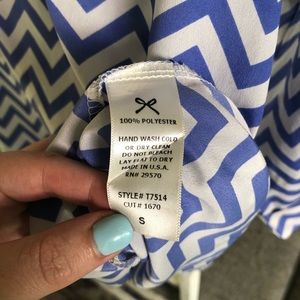 100% POLYESTER
HAND WASH COLD
OR DRY CLEAN
DO NOT BLEACH
LAY FLAT TO DRY
MADE IN U.S.A.
RN# 29570
STYLE# T7514
CUT# 1670
S